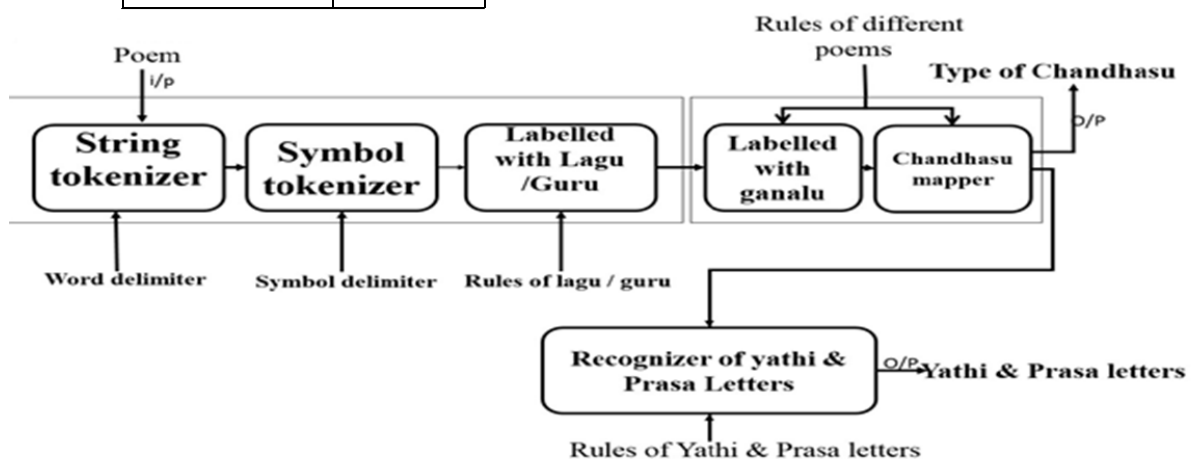 Rules of different
poems
Poem
Type of Chandhasu
i/p
O/P
String
tokenizer
Symbol
tokenizer
Labelled
with Lagu
/Guru
Labelled
with
ganalu
Chandhasu
mapper
Word delimiter
Symbol delimiter
Rules of lagu / guru
Recognizer of yathi &
Prasa Letters
O/P
Yathi & Prasa letters
Rules of Yathi & Prasa letters